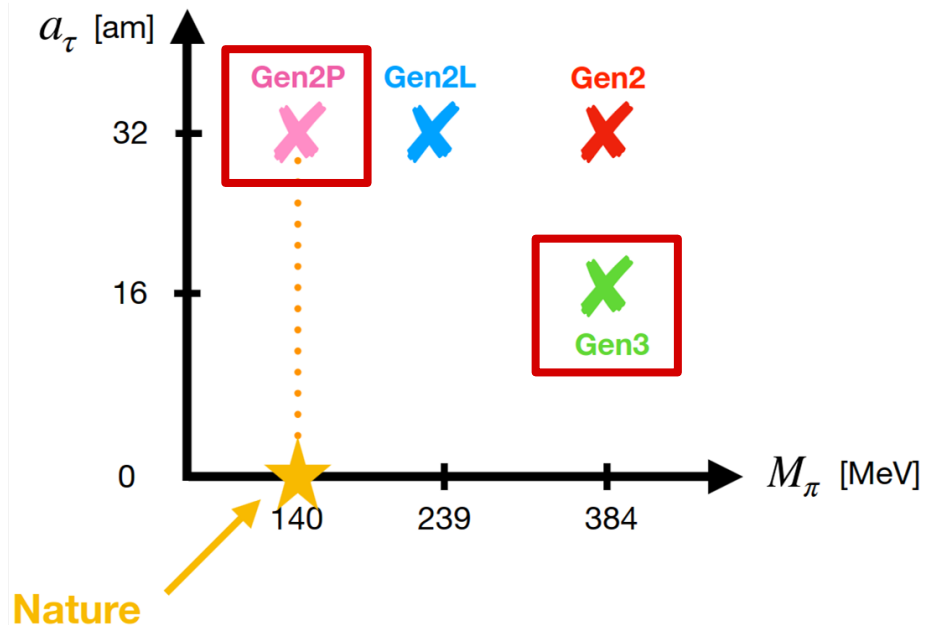 a_τ [am]
Gen2P
Gen2L
Gen2
32
16
Gen3
0
M_π [MeV]
140
239
384
Nature